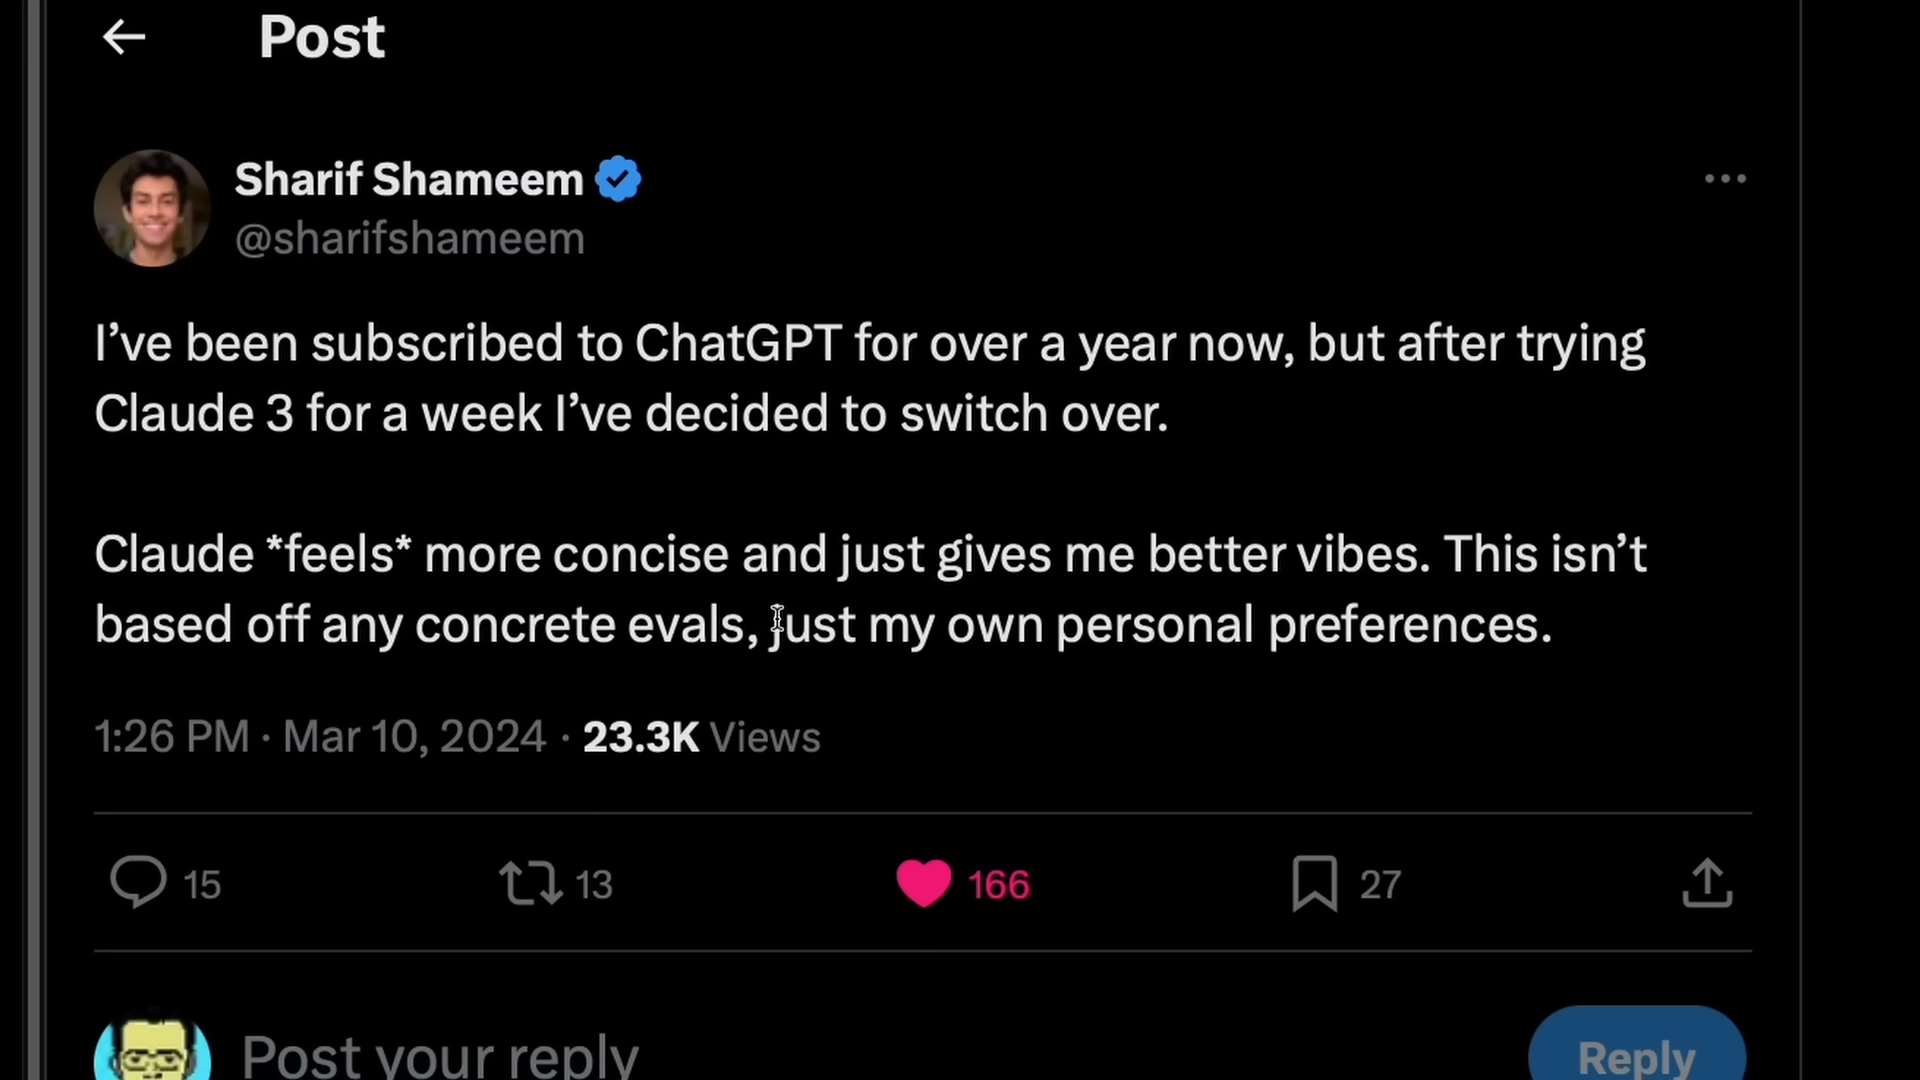 Post
Sharif Shameem
@sharifshameem
I’ve been subscribed to ChatGPT for over a year now, but after trying
Claude 3 for a week I’ve decided to switch over.
Claude *feels* more concise and just gives me better vibes. This isn’t
based off any concrete evals, just my own personal preferences.
1:26 PM · Mar 10, 2024 · 23.3K Views
15 13 166 27
Post your reply Reply